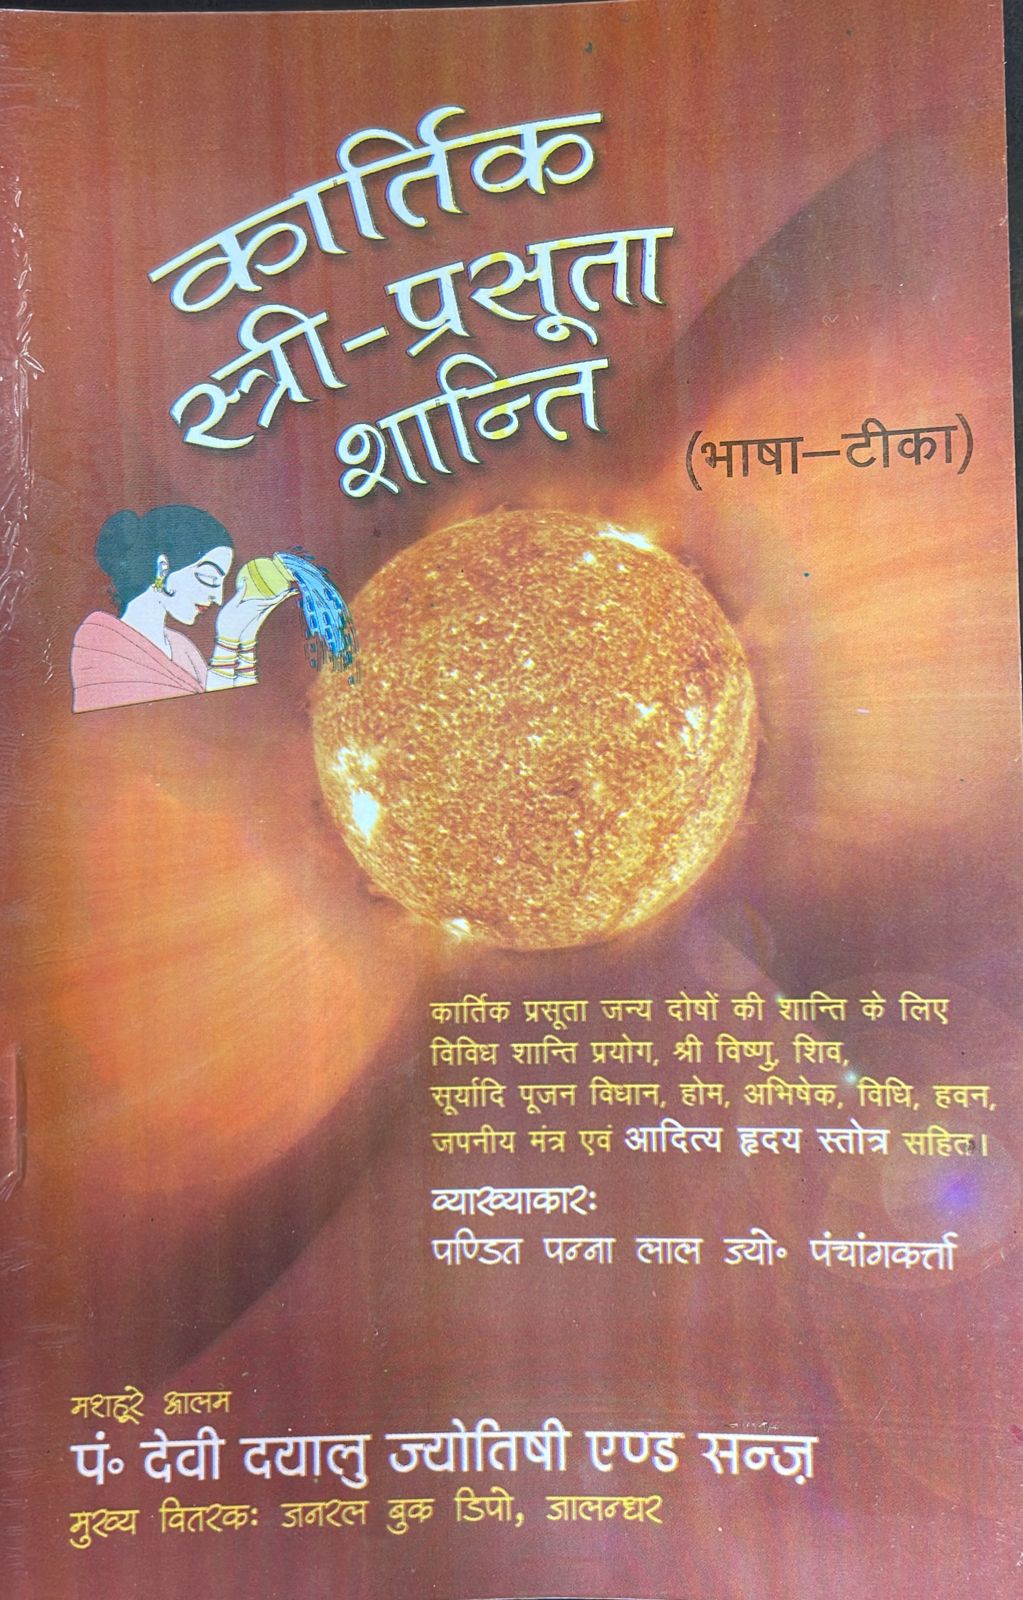 कार्तिक
स्त्री-प्रसूता
शान्ति
(भाषा-टीका)
कार्तिक प्रसूता जन्य दोषों की शान्ति के लिए
विविध शान्ति प्रयोग, श्री विष्णु, शिव,
सूर्यादि पूजन विधान, होम, अभिषेक, विधि, हवन,
जपनीय मंत्र एवं आदित्य हृदय स्तोत्र सहित।
व्याख्याकारः
पण्डित पन्ना लाल ज्यो॰ पंचांगकर्त्ता
मशहूरे आलम
पं॰ देवी दयालु ज्योतिषी एण्ड सन्ज़
मुख्य वितरकः जनरल बुक डिपो, जालन्धर